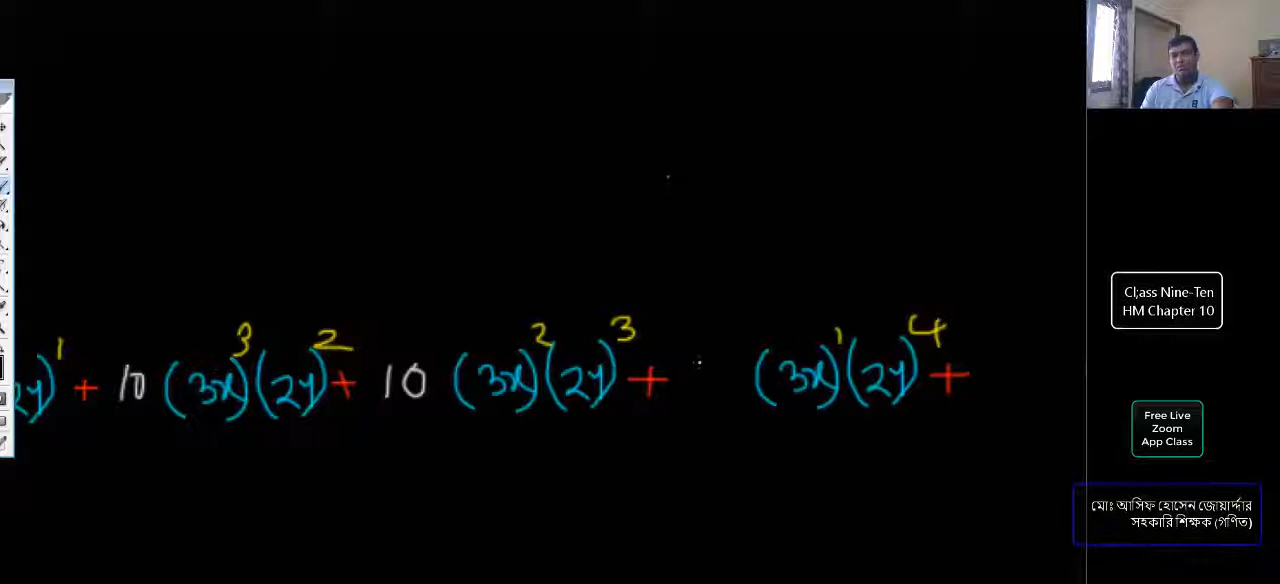 2y)¹ + 10 (3x)³(2y)² + 10 (3x)²(2y)³ + (3x)¹(2y)⁴ +
Cl;ass Nine-Ten
HM Chapter 10
Free Live
Zoom
App Class
মোঃ আসিফ হোসেন জোয়ার্দ্দার
সহকারি শিক্ষক (গণিত)